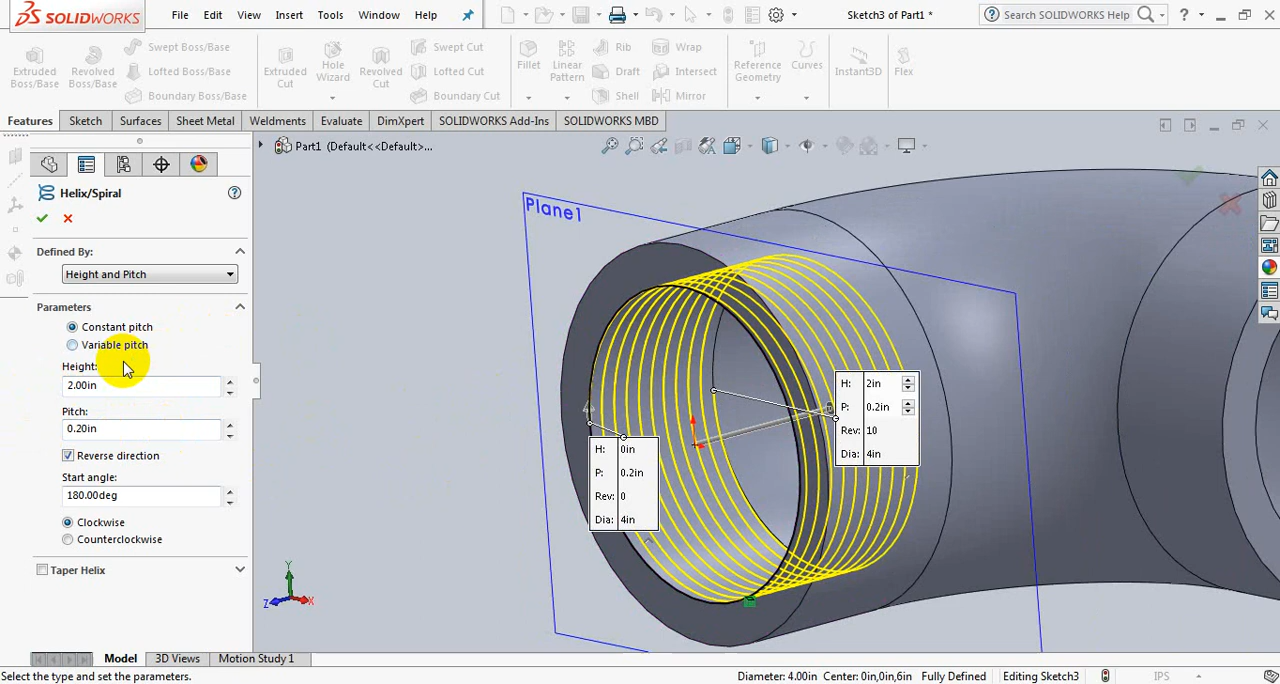 SOLIDWORKS File Edit View Insert Tools Window Help Sketch3 of Part1 * Search SOLIDWORKS Help ?
Extruded Boss/Base Revolved Boss/Base Swept Boss/Base Lofted Boss/Base Boundary Boss/Base Extruded Cut Hole Wizard Revolved Cut Swept Cut Lofted Cut Boundary Cut Fillet Linear Pattern Rib Draft Shell Wrap Intersect Mirror Reference Geometry Curves Instant3D Flex
Features Sketch Surfaces Sheet Metal Weldments Evaluate DimXpert SOLIDWORKS Add-Ins SOLIDWORKS MBD
Part1 (Default<<Default>...
Helix/Spiral ?
Defined By:
Height and Pitch
Parameters
Constant pitch
Variable pitch
Height:
2.00in
Pitch:
0.20in
Reverse direction
Start angle:
180.00deg
Clockwise
Counterclockwise
Taper Helix
Plane1
H: 2in
P: 0.2in
Rev: 10
Dia: 4in
H: 0in
P: 0.2in
Rev: 0
Dia: 4in
Y
Z X
Model 3D Views Motion Study 1
Select the type and set the parameters. Diameter: 4.00in Center: 0in,0in,6in Fully Defined Editing Sketch3 IPS